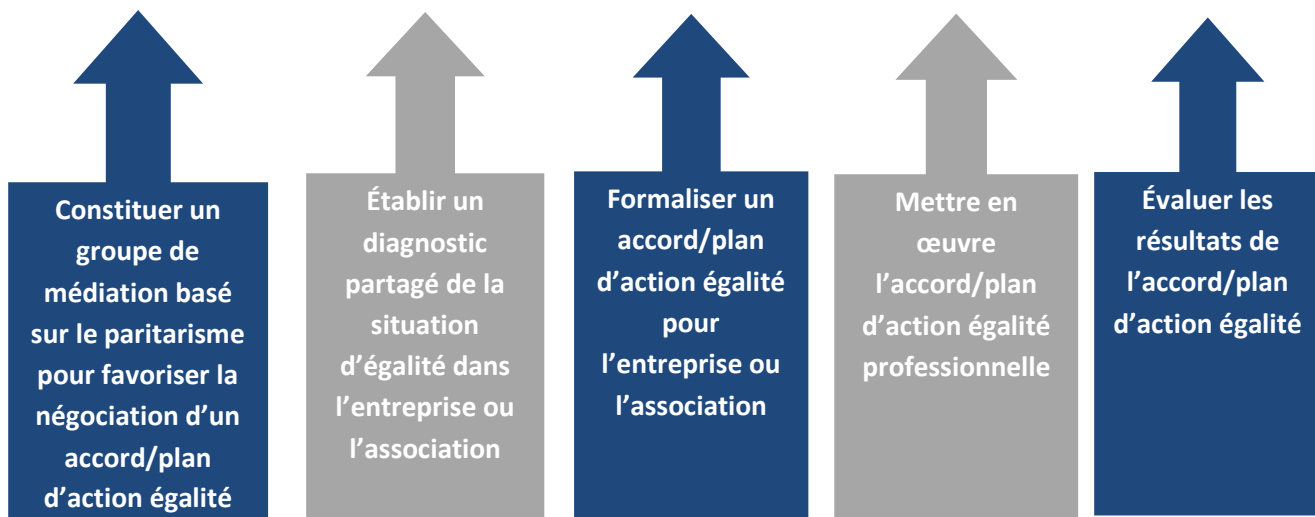 Constituer un
groupe de
médiation basé
sur le paritarisme
pour favoriser la
négociation d’un
accord/plan
d’action égalité
Établir un
diagnostic
partagé de la
situation
d’égalité dans
l’entreprise ou
l’association
Formaliser un
accord/plan
d’action égalité
pour
l’entreprise ou
l’association
Mettre en
œuvre
l’accord/plan
d’action égalité
professionnelle
Évaluer les
résultats de
l’accord/plan
d’action égalité